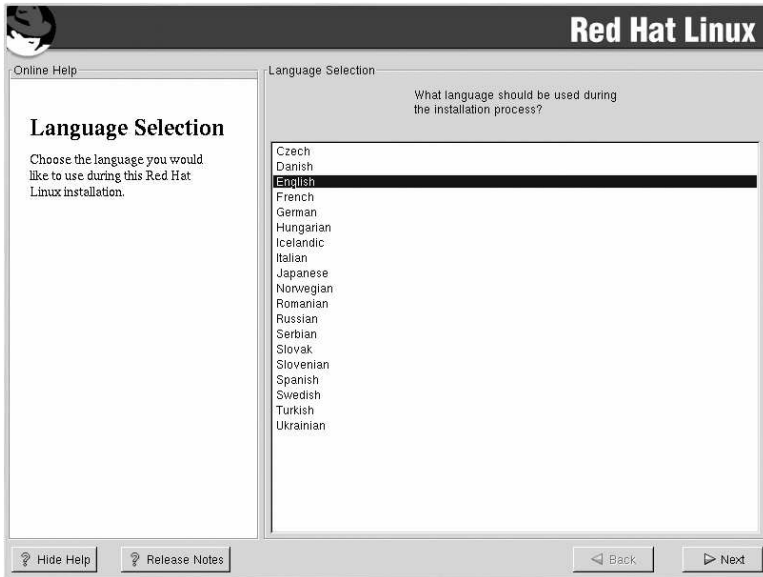 Red Hat Linux
Online Help
Language Selection
Choose the language you would
like to use during this Red Hat
Linux installation.
Language Selection
What language should be used during
the installation process?
Czech
Danish
English
French
German
Hungarian
Icelandic
Italian
Japanese
Norwegian
Romanian
Russian
Serbian
Slovak
Slovenian
Spanish
Swedish
Turkish
Ukrainian
Hide Help
Release Notes
Back
Next